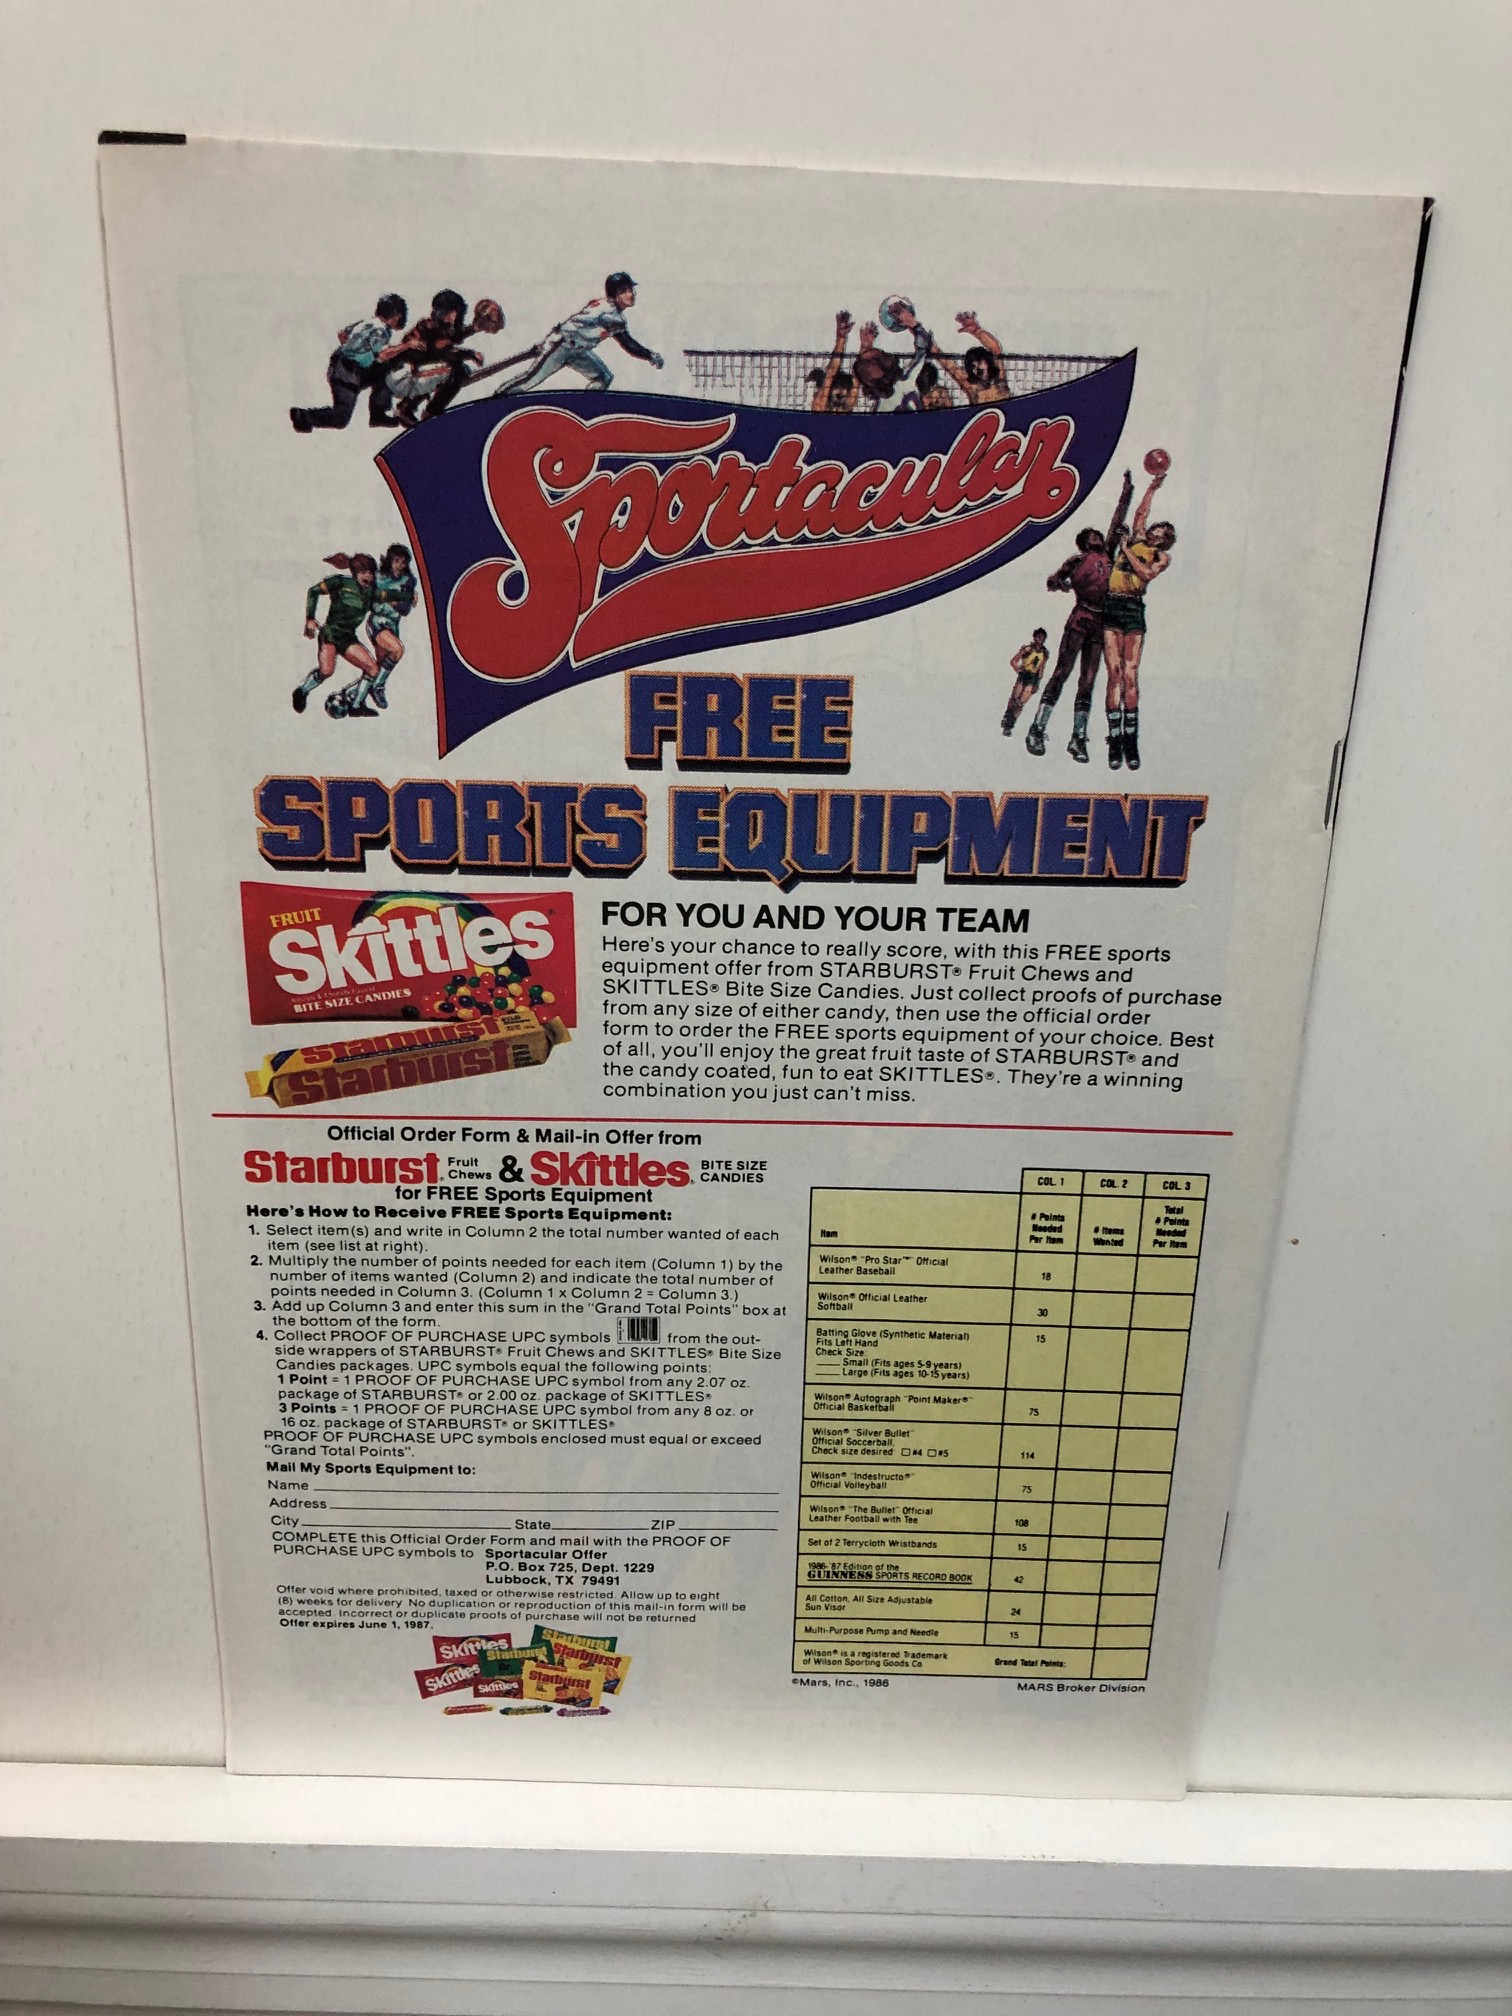 Sportacular
FREE
SPORTS EQUIPMENT
FRUIT
Skittles
BITE SIZE CANDIES
Starburst
Starburst
FOR YOU AND YOUR TEAM
Here's your chance to really score, with this FREE sports
equipment offer from STARBURST® Fruit Chews and
SKITTLES® Bite Size Candies. Just collect proofs of purchase
from any size of either candy, then use the official order
form to order the FREE sports equipment of your choice. Best
of all, you'll enjoy the great fruit taste of STARBURST® and
the candy coated, fun to eat SKITTLES®. They're a winning
combination you just can't miss.
Official Order Form & Mail-in Offer from
Starburst® Fruit Chews & Skittles® BITE SIZE CANDIES
for FREE Sports Equipment
Here's How to Receive FREE Sports Equipment:
1. Select item(s) and write in Column 2 the total number wanted of each
item (see list at right).
2. Multiply the number of points needed for each item (Column 1) by the
number of items wanted (Column 2) and indicate the total number of
points needed in Column 3. (Column 1 x Column 2 = Column 3.)
3. Add up Column 3 and enter this sum in the "Grand Total Points" box at
the bottom of the form.
4. Collect PROOF OF PURCHASE UPC symbols from the out-
side wrappers of STARBURST® Fruit Chews and SKITTLES® Bite Size
Candies packages. UPC symbols equal the following points:
1 Point = 1 PROOF OF PURCHASE UPC symbol from any 2.07 oz.
package of STARBURST® or 2.00 oz. package of SKITTLES®
3 Points = 1 PROOF OF PURCHASE UPC symbol from any 8 oz. or
16 oz. package of STARBURST® or SKITTLES®
PROOF OF PURCHASE UPC symbols enclosed must equal or exceed
"Grand Total Points".
Mail My Sports Equipment to:
Name
Address
City State ZIP
COMPLETE this Official Order Form and mail with the PROOF OF
PURCHASE UPC symbols to Sportacular Offer
P.O. Box 725, Dept. 1229
Lubbock, TX 79491
Offer void where prohibited, taxed or otherwise restricted. Allow up to eight
(8) weeks for delivery. No duplication or reproduction of this mail-in form will be
accepted. Incorrect or duplicate proofs of purchase will not be returned
Offer expires June 1, 1987.
Skittles
Starburst
Starburst
Starburst
Skittles
Skittles
Starburst
COL. 1 COL. 2 COL. 3
Item # Points Needed Per Item # Items Wanted Total # Points Needed Per Item
Wilson® "Pro Star™" Official
Leather Baseball 18
Wilson® Official Leather
Softball 30
Batting Glove (Synthetic Material) 15
Fits Left Hand
Check Size:
Small (Fits ages 5-9 years)
Large (Fits ages 10-15 years)
Wilson® Autograph "Point Maker®"
Official Basketball 75
Wilson® "Silver Bullet"
Official Soccerball,
Check size desired #4 #5 114
Wilson® "Indestructo®"
Official Volleyball 75
Wilson® "The Bullet" Official
Leather Football with Tee 108
Set of 2 Terrycloth Wristbands 15
1986-'87 Edition of the
GUINNESS SPORTS RECORD BOOK 42
All Cotton, All Size Adjustable
Sun Visor 24
Multi-Purpose Pump and Needle 15
Wilson® is a registered Trademark
of Wilson Sporting Goods Co Grand Total Points:
©Mars, Inc., 1986 MARS Broker Division